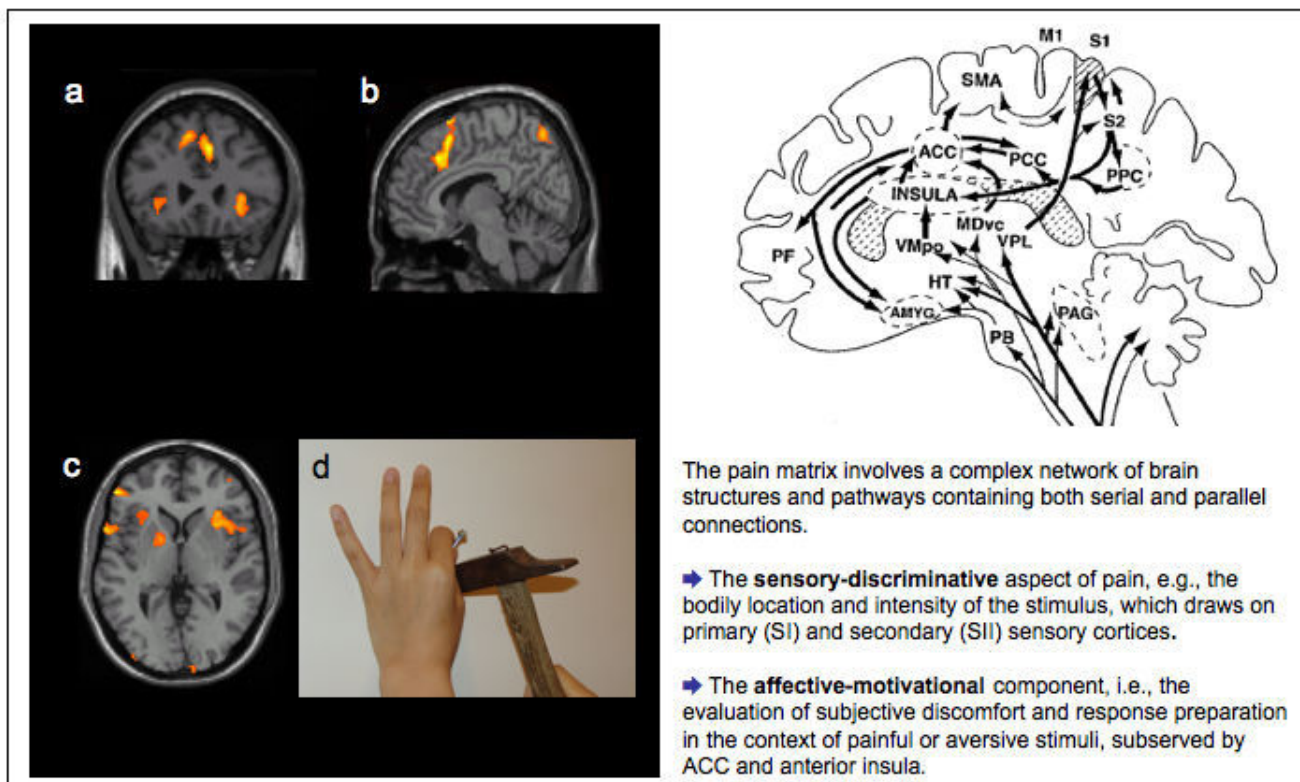 a
b
c
d
M1
S1
SMA
S2
ACC
PCC
PPC
INSULA
MDvc
VMpo
VPL
PF
HT
AMYG
PAG
PB
The pain matrix involves a complex network of brain
structures and pathways containing both serial and parallel
connections.
➡ The sensory-discriminative aspect of pain, e.g., the
bodily location and intensity of the stimulus, which draws on
primary (SI) and secondary (SII) sensory cortices.
➡ The affective-motivational component, i.e., the
evaluation of subjective discomfort and response preparation
in the context of painful or aversive stimuli, subserved by
ACC and anterior insula.